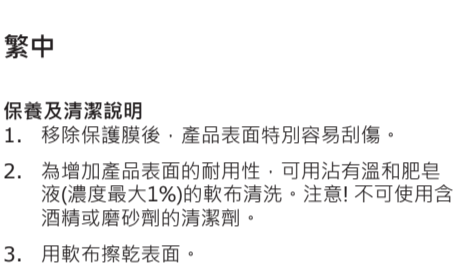 繁中
保養及清潔說明
1. 移除保護膜後，產品表面特別容易刮傷。
2. 為增加產品表面的耐用性，可用沾有溫和肥皂
液(濃度最大1%)的軟布清洗。注意! 不可使用含
酒精或磨砂劑的清潔劑。
3. 用軟布擦乾表面。